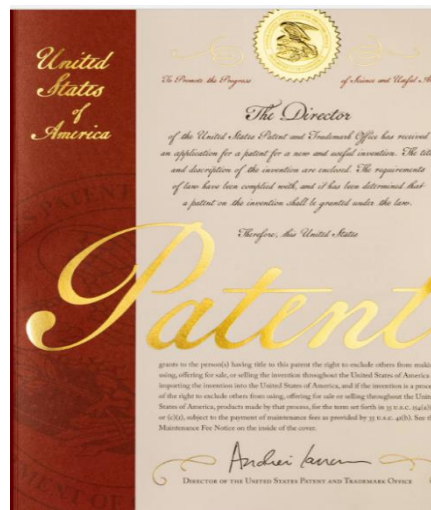 United
States
of
America
To Promote the Progress of Science and Useful
The Director
of the United States Patent and Trademark Office has received
an application for a patent for a new and useful invention. The
and description of the invention are enclosed. The requirements
of law have been complied with, and it has been determined that
a patent on the invention shall be granted under the law.
Therefore, this United States
Patent
grants to the person(s) having title to this patent the right to exclude others from
using, offering for sale, or selling the invention throughout the United States of America
importing the invention into the United States of America, and if the invention is a
of the right to exclude others from using, offering for sale or selling throughout the United
States of America, products made by that process, for the term set forth in 35 U.S.C. 154(a)
or (c)(1), subject to the payment of maintenance fees as provided by 35 U.S.C. 41(b). See
Maintenance Fee Notice on the inside of the cover.
Andrei Iancu
DIRECTOR OF THE UNITED STATES PATENT AND TRADEMARK OFFICE